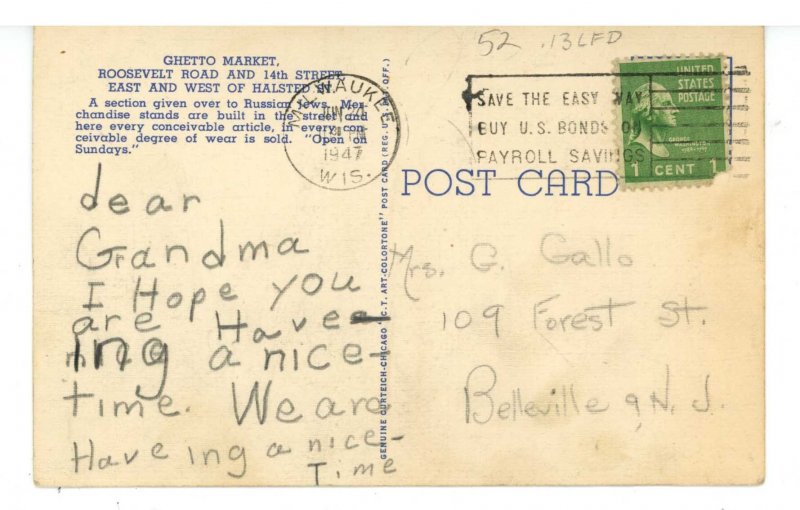 52 .13LFD
GHETTO MARKET,
ROOSEVELT ROAD AND 14th STREET
EAST AND WEST OF HALSTED
A section given over to Russian Jews. Mer-
chandise stands are built in the street and
here every conceivable article, in every con-
ceivable degree of wear is sold. "Open on
Sundays."
MILWAUKEE
JUN
1947
WIS.
SAVE THE EASY WAY
BUY U.S. BONDS ON
PAYROLL SAVINGS
UNITED
STATES
POSTAGE
GEORGE
WASHINGTON
1 CENT 1
POST CARD
GENUINE CURTEICH-CHICAGO "C.T. ART-COLORTONE" POST CARD (REG. U.S. PAT. OFF.)
dear
Grandma
I Hope you
are Have-
ing a nice-
time. We are
Have ing a nice-
Time
Mrs. G. Gallo
109 Forest St.
Belleville 9 N. J.